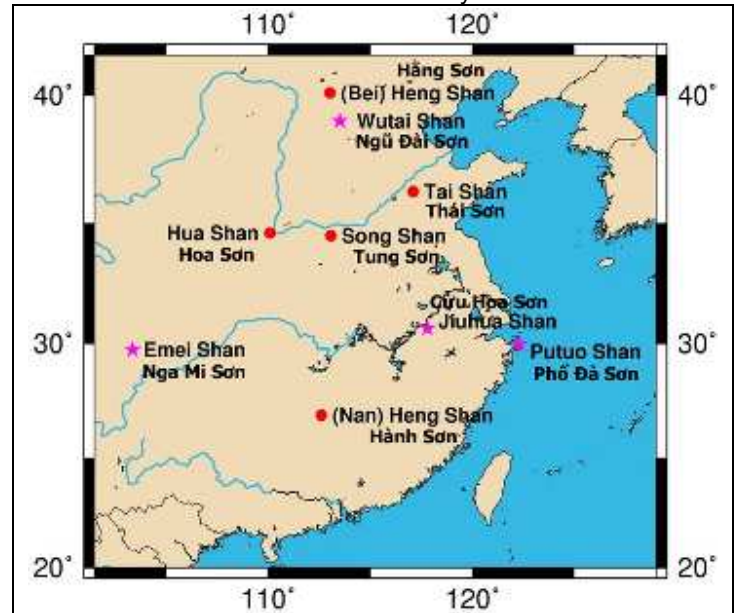 110° 120°
Hằng Sơn
40° (Bei) Heng Shan 40°
Wutai Shan
Ngũ Đài Sơn
Tai Shan
Thái Sơn
Hua Shan Song Shan
Hoa Sơn Tung Sơn
Cửu Hoa Sơn
Jiuhua Shan
30° Emei Shan Putuo Shan 30°
Nga Mi Sơn Phổ Đà Sơn
(Nan) Heng Shan
Hành Sơn
20° 20°
110° 120°